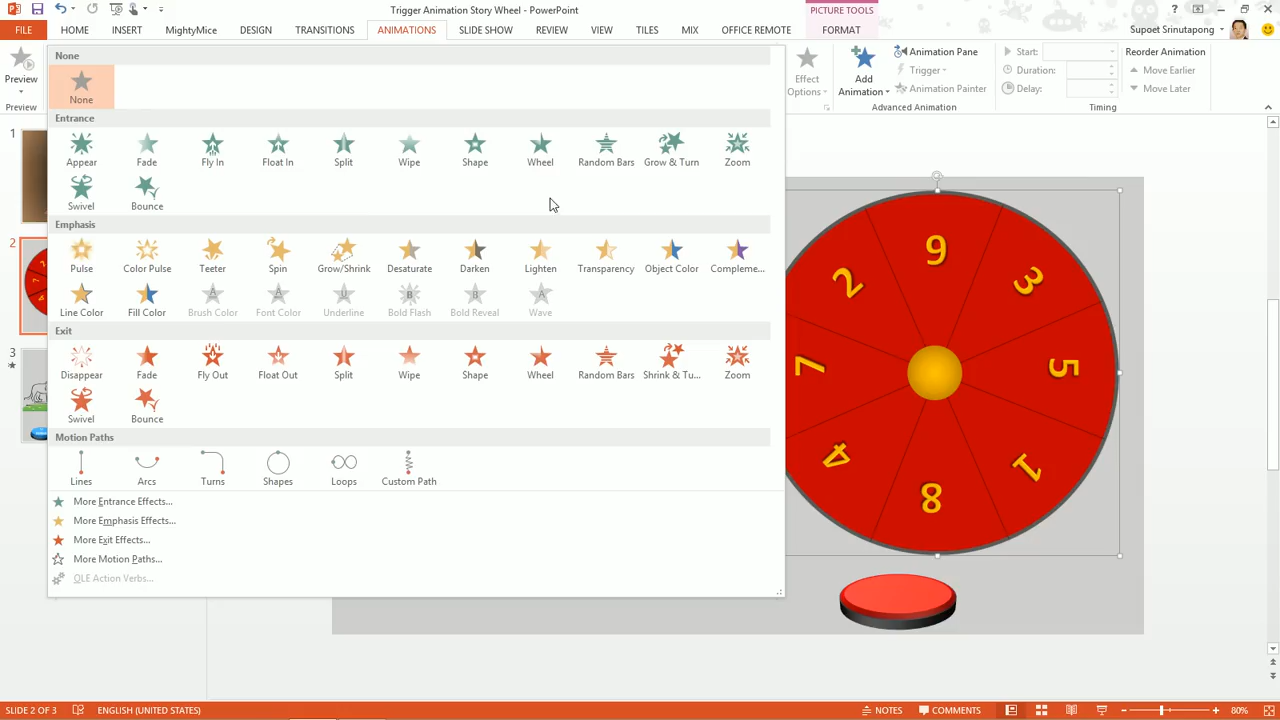 Trigger Animation Story Wheel - PowerPoint
PICTURE TOOLS
FILE HOME INSERT MightyMice DESIGN TRANSITIONS ANIMATIONS SLIDE SHOW REVIEW VIEW TILES MIX OFFICE REMOTE FORMAT
Supoet Srinutapong
Preview
Preview
Effect Options
Add Animation
Animation Pane
Trigger
Animation Painter
Advanced Animation
Start:
Duration:
Delay:
Timing
Reorder Animation
Move Earlier
Move Later
None
None
Entrance
Appear Fade Fly In Float In Split Wipe Shape Wheel Random Bars Grow & Turn Zoom
Swivel Bounce
Emphasis
Pulse Color Pulse Teeter Spin Grow/Shrink Desaturate Darken Lighten Transparency Object Color Compleme...
Line Color Fill Color Brush Color Font Color Underline Bold Flash Bold Reveal Wave
Exit
Disappear Fade Fly Out Float Out Split Wipe Shape Wheel Random Bars Shrink & Tu... Zoom
Swivel Bounce
Motion Paths
Lines Arcs Turns Shapes Loops Custom Path
More Entrance Effects...
More Emphasis Effects...
More Exit Effects...
More Motion Paths...
OLE Action Verbs...
1
2
3
2
7
4
9
3
5
1
8
4
7
2
SLIDE 2 OF 3 ENGLISH (UNITED STATES) NOTES COMMENTS 80%